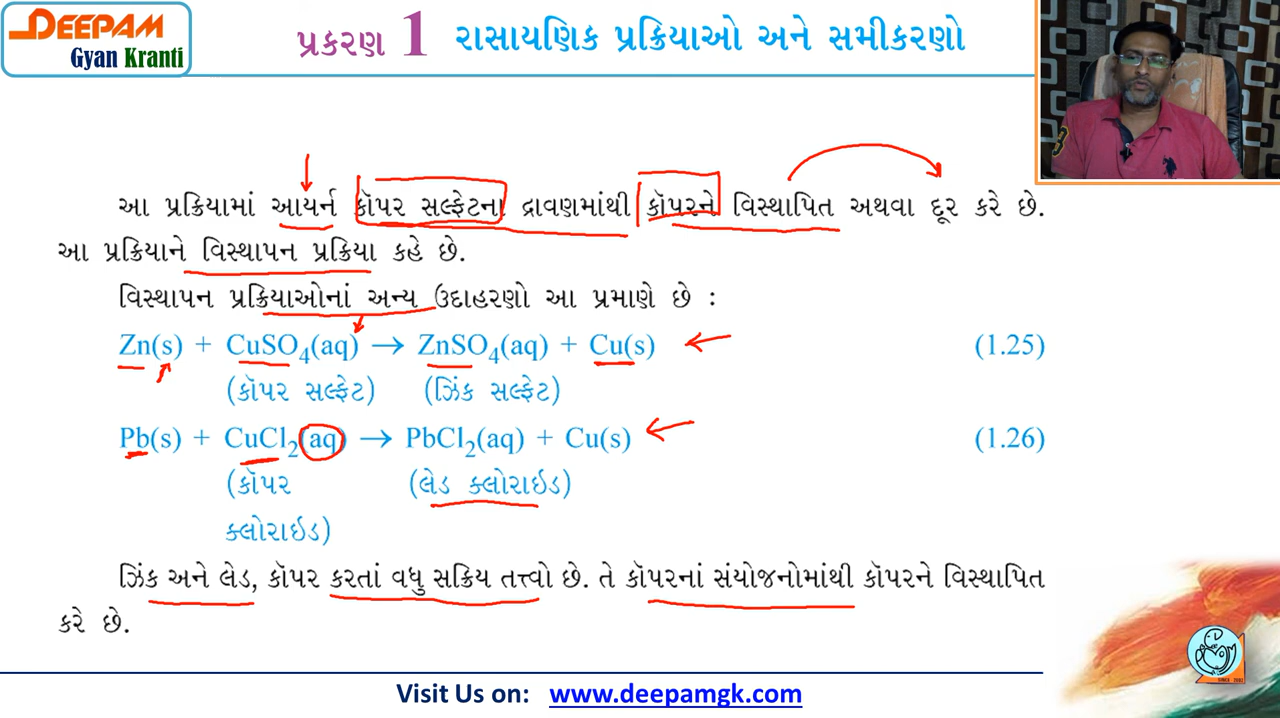 DEEPAM
Gyan Kranti
પ્રકરણ 1 રાસાયણિક પ્રક્રિયાઓ અને સમીકરણો
આ પ્રક્રિયામાં આયર્ન કૉપર સલ્ફેટના દ્રાવણમાંથી કૉપરને વિસ્થાપિત અથવા દૂર કરે છે.
આ પ્રક્રિયાને વિસ્થાપન પ્રક્રિયા કહે છે.
વિસ્થાપન પ્રક્રિયાઓનાં અન્ય ઉદાહરણો આ પ્રમાણે છે :
Zn(s) + CuSO₄(aq) → ZnSO₄(aq) + Cu(s) (1.25)
(કૉપર સલ્ફેટ) (ઝિંક સલ્ફેટ)
Pb(s) + CuCl₂(aq) → PbCl₂(aq) + Cu(s) (1.26)
(કૉપર (લેડ ક્લોરાઇડ)
ક્લોરાઇડ)
ઝિંક અને લેડ, કૉપર કરતાં વધુ સક્રિય તત્ત્વો છે. તે કૉપરનાં સંયોજનોમાંથી કૉપરને વિસ્થાપિત
કરે છે.
SINCE 2001
Visit Us on: www.deepamgk.com